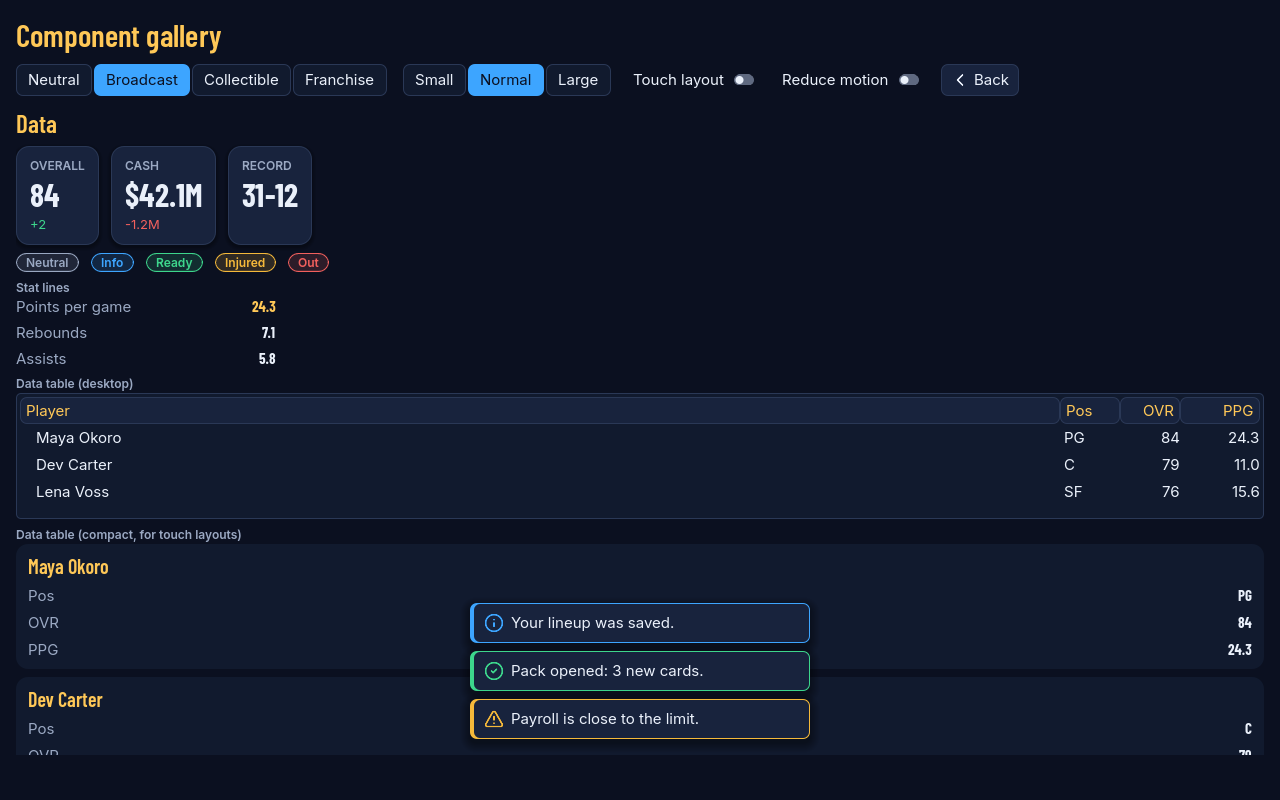 Component gallery
Neutral Broadcast Collectible Franchise Small Normal Large Touch layout Reduce motion Back
Data
OVERALL CASH RECORD
84 $42.1M 31-12
+2 -1.2M
Neutral Info Ready Injured Out
Stat lines
Points per game 24.3
Rebounds 7.1
Assists 5.8
Data table (desktop)
Player Pos OVR PPG
Maya Okoro PG 84 24.3
Dev Carter C 79 11.0
Lena Voss SF 76 15.6
Data table (compact, for touch layouts)
Maya Okoro
Pos PG
OVR 84
PPG 24.3
Your lineup was saved.
Pack opened: 3 new cards.
Payroll is close to the limit.
Dev Carter
Pos C
OVR 79